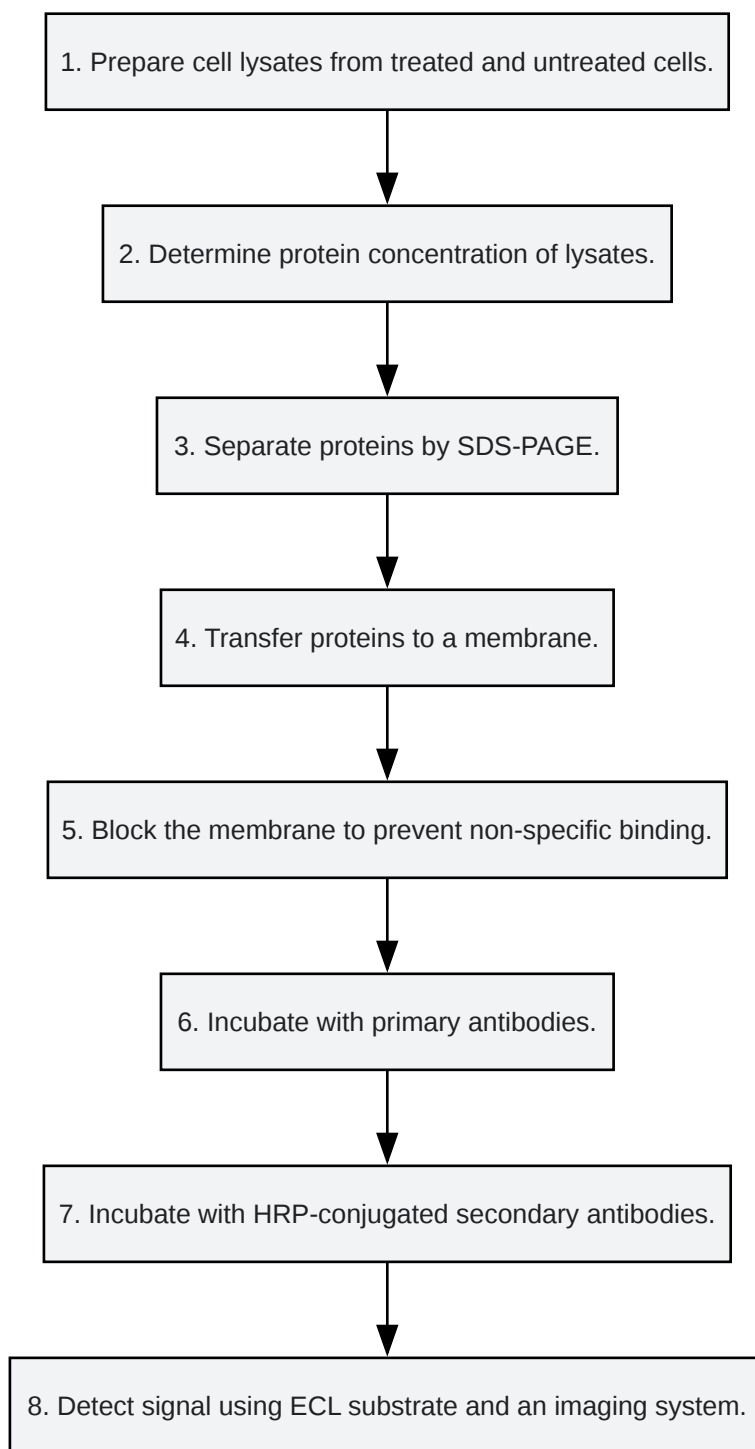 1. Prepare cell lysates from treated and untreated cells.
2. Determine protein concentration of lysates.
3. Separate proteins by SDS-PAGE.
4. Transfer proteins to a membrane.
5. Block the membrane to prevent non-specific binding.
6. Incubate with primary antibodies.
7. Incubate with HRP-conjugated secondary antibodies.
8. Detect signal using ECL substrate and an imaging system.